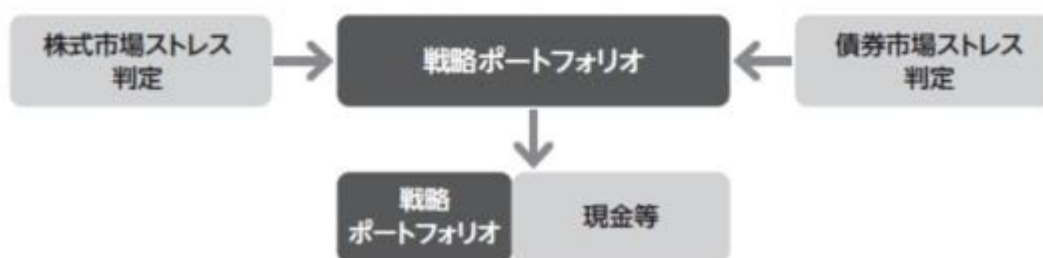 株式市場ストレス
判定
戦略ポートフォリオ
債券市場ストレス
判定
戦略
ポートフォリオ
現金等